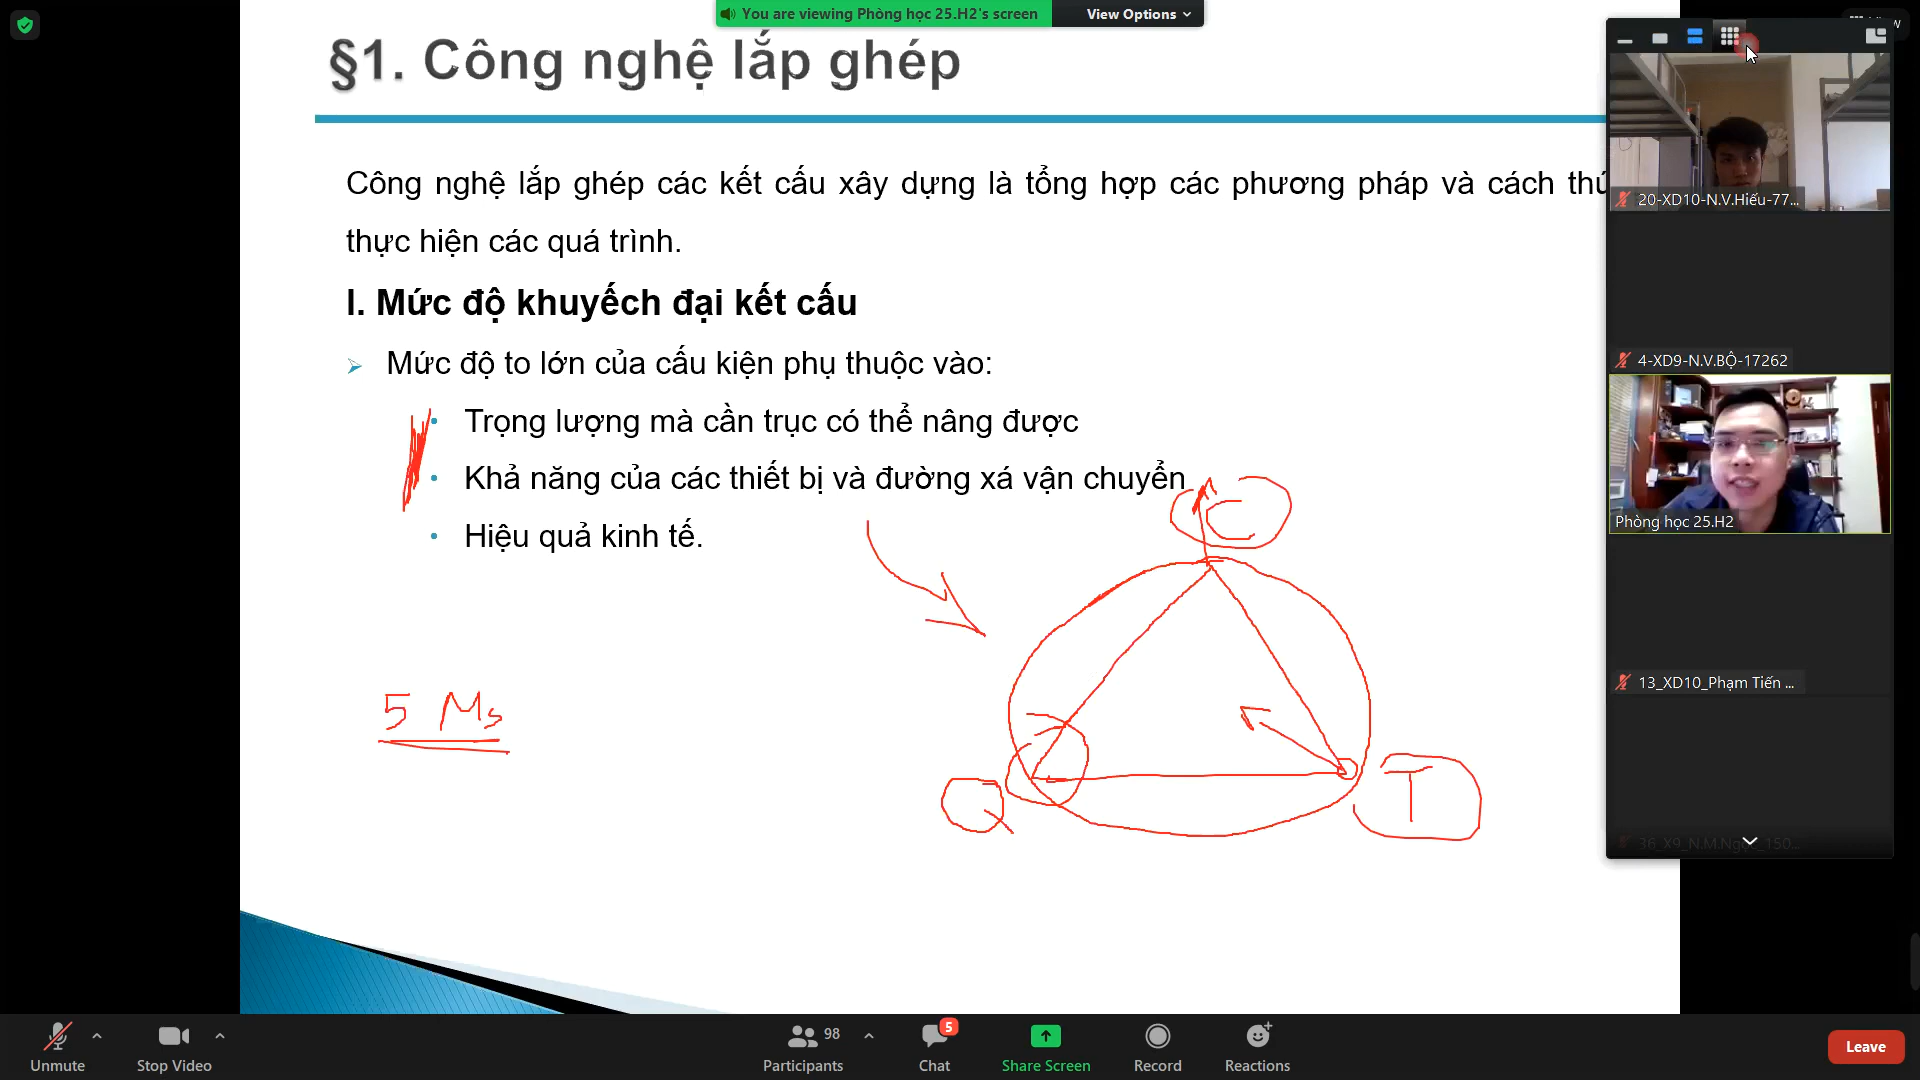 You are viewing Phòng học 25.H2's screen
View Options
§1. Công nghệ lắp ghép
Công nghệ lắp ghép các kết cấu xây dựng là tổng hợp các phương pháp và cách
thực hiện các quá trình.
I. Mức độ khuyếch đại kết cấu
Mức độ to lớn của cấu kiện phụ thuộc vào:
• Trọng lượng mà cần trục có thể nâng được
• Khả năng của các thiết bị và đường xá vận chuyển
• Hiệu quả kinh tế.
C
5 Ms
Q
T
20-XD10-N.V.Hiếu-77...
4-XD9-N.V.BỘ-17262
Phòng học 25.H2
13_XD10_Phạm Tiến ...
Unmute
Stop Video
98
Participants
5
Chat
Share Screen
Record
Reactions
Leave